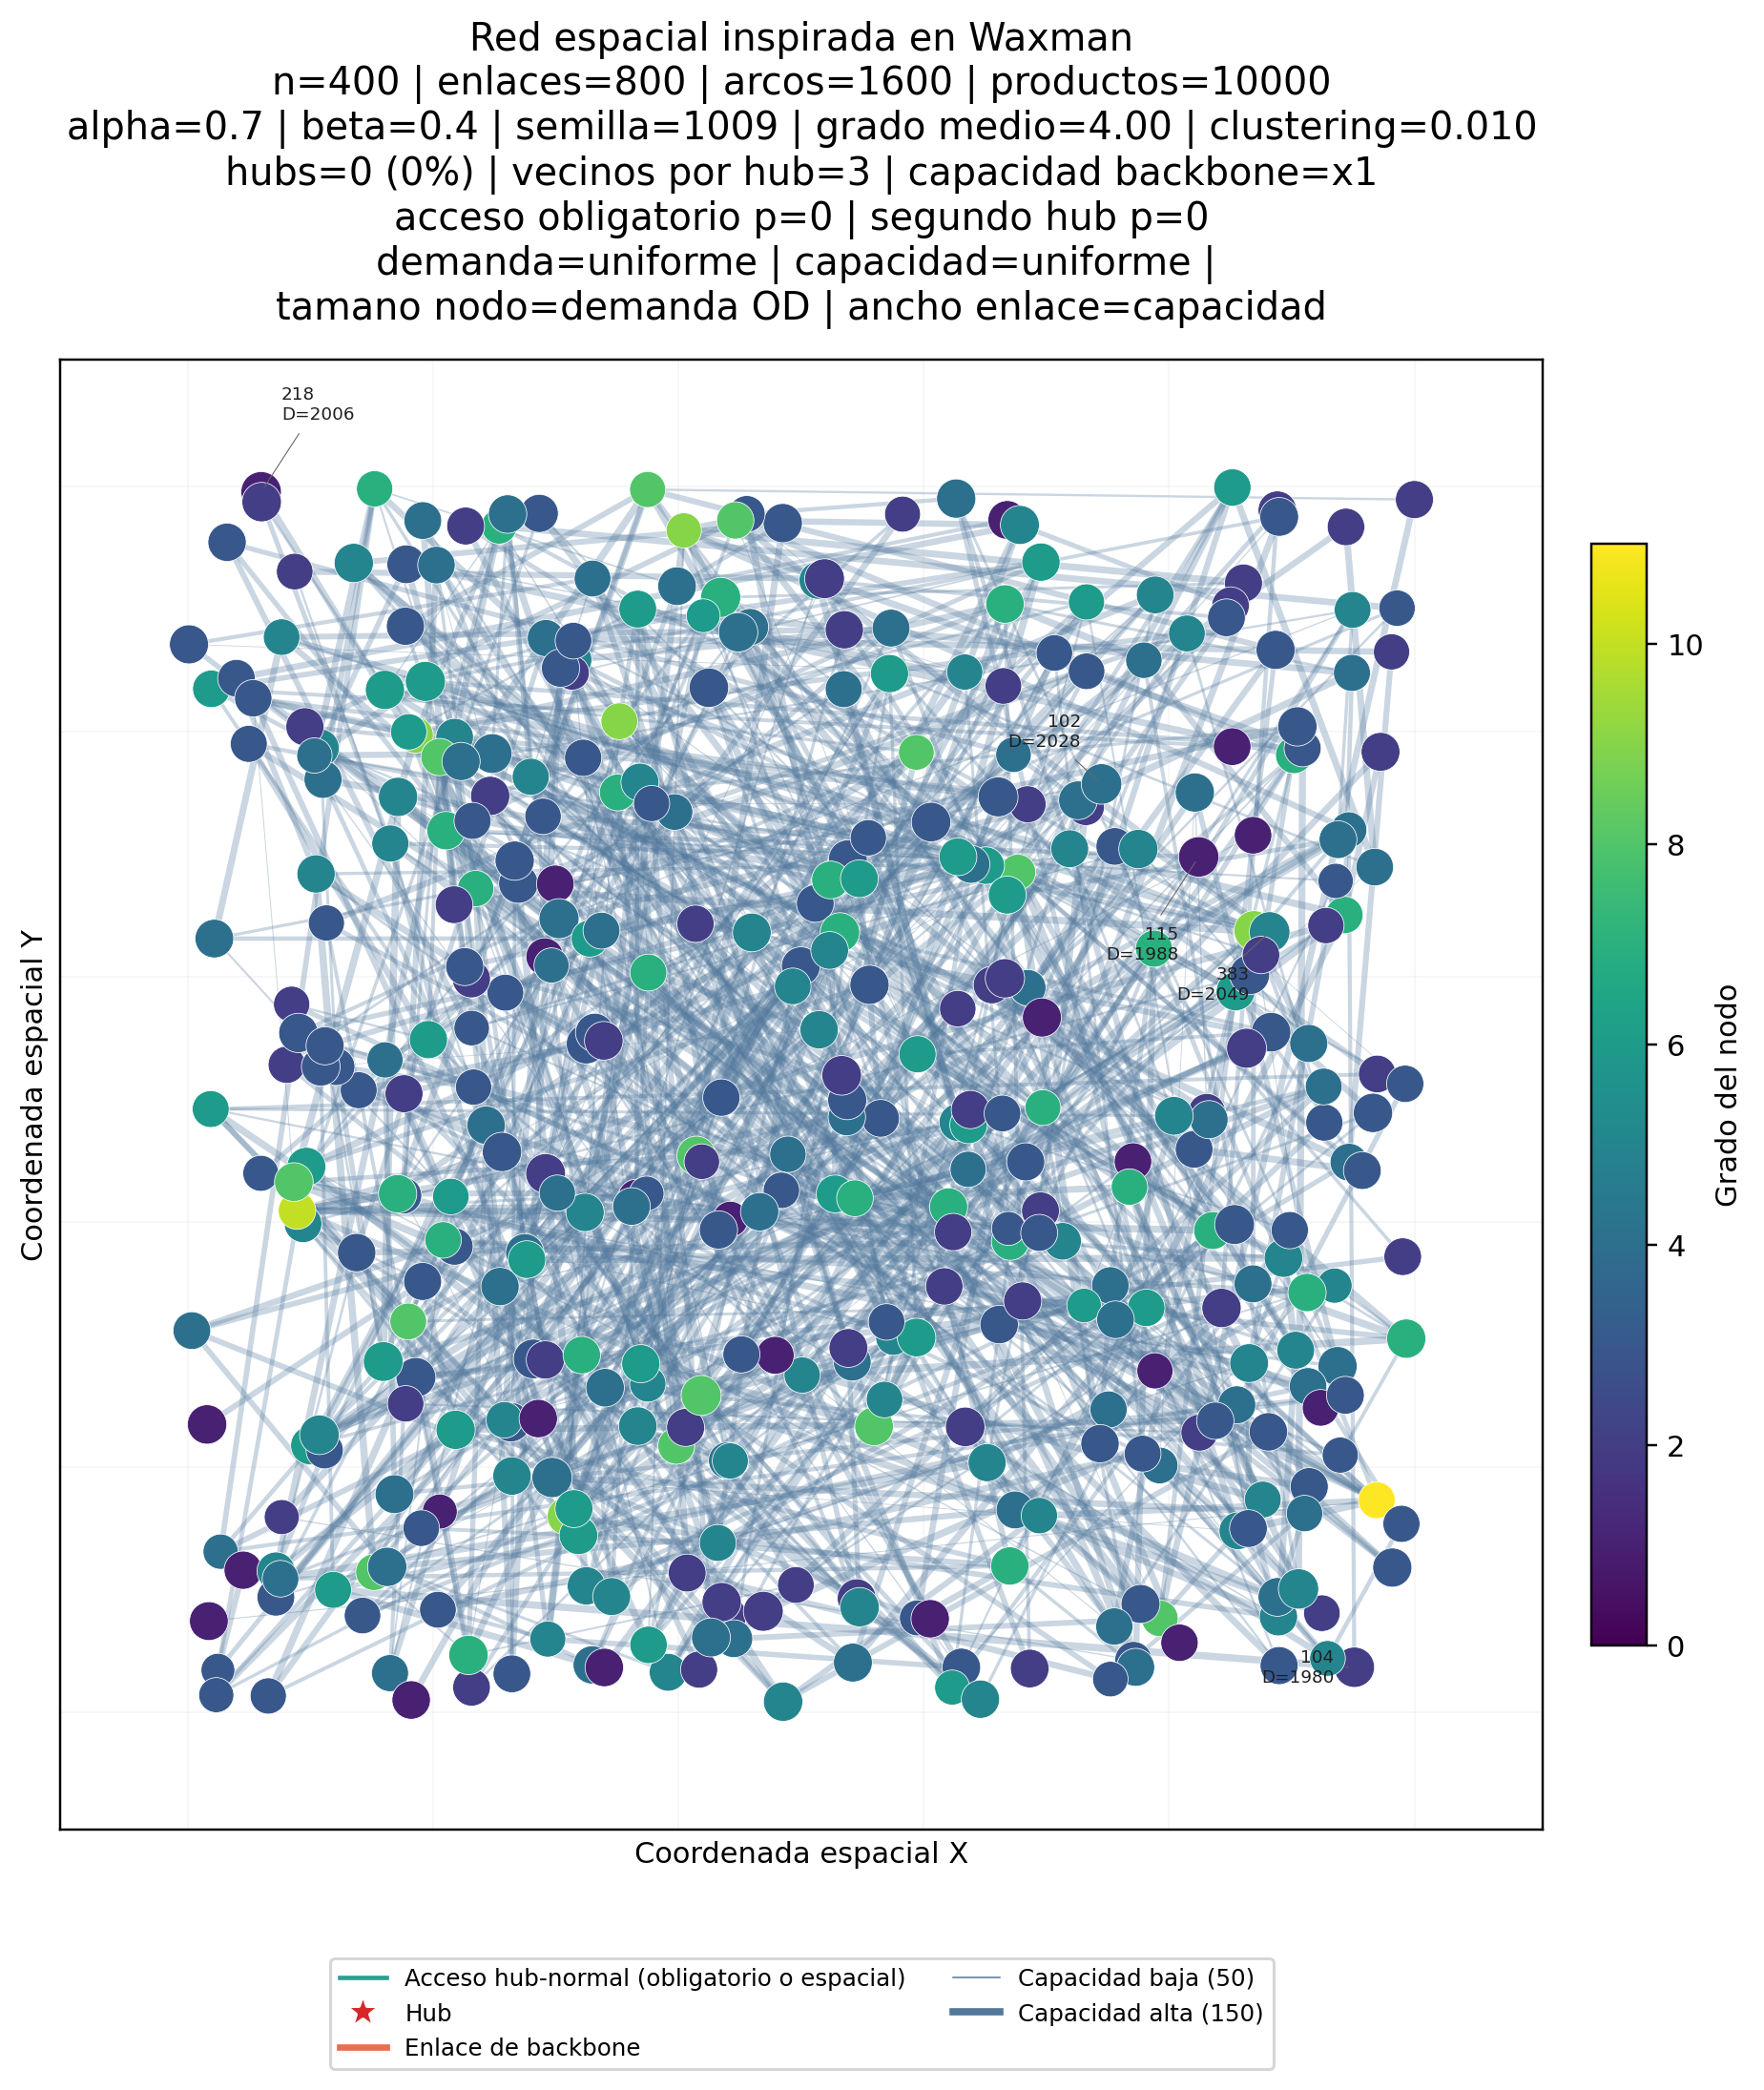 Red espacial inspirada en Waxman
n=400 | enlaces=800 | arcos=1600 | productos=10000
alpha=0.7 | beta=0.4 | semilla=1009 | grado medio=4.00 | clustering=0.010
hubs=0 (0%) | vecinos por hub=3 | capacidad backbone=x1
acceso obligatorio p=0 | segundo hub p=0
demanda=uniforme | capacidad=uniforme |
tamano nodo=demanda OD | ancho enlace=capacidad
218
D=2006
102
D=2028
115
D=1988
383
D=2049
104
D=1980
Coordenada espacial Y
Coordenada espacial X
10
8
6
4
2
0
Grado del nodo
Acceso hub-normal (obligatorio o espacial)
Hub
Enlace de backbone
Capacidad baja (50)
Capacidad alta (150)